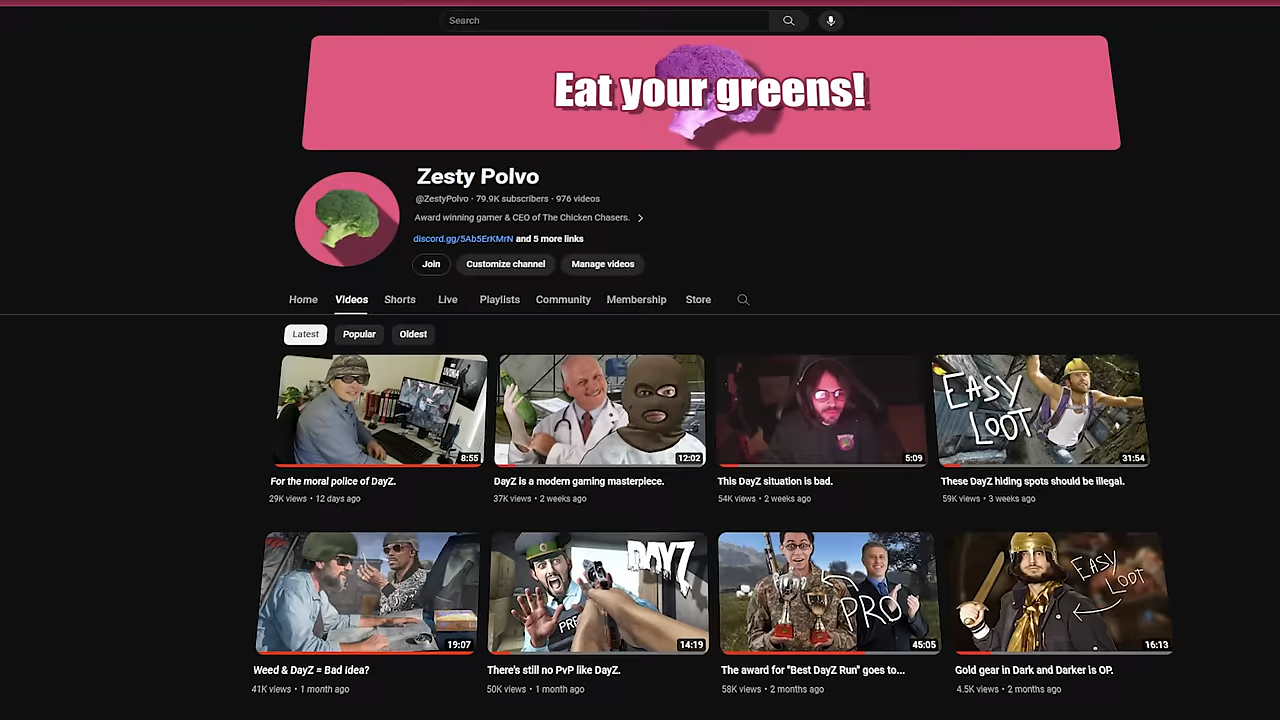 Search
Eat your greens!
Zesty Polvo
@ZestyPolvo · 79.9K subscribers · 976 videos
Award winning gamer & CEO of The Chicken Chasers.
discord.gg/5Ab5ErKMrN and 5 more links
Join Customize channel Manage videos
Home Videos Shorts Live Playlists Community Membership Store
Latest Popular Oldest
8:55
12:02
5:09
EASY
LOOT
31:54
For the moral police of DayZ.
29K views • 12 days ago
DayZ is a modern gaming masterpiece.
37K views • 2 weeks ago
This DayZ situation is bad.
54K views • 2 weeks ago
These DayZ hiding spots should be illegal.
59K views • 3 weeks ago
19:07
DAYZ
PRE
14:19
PRO
45:05
EASY
LOOT
16:13
Weed & DayZ = Bad Idea?
41K views • 1 month ago
There's still no PvP like DayZ.
50K views • 1 month ago
The award for "Best DayZ Run" goes to...
58K views • 2 months ago
Gold gear in Dark and Darker is OP.
4.5K views • 2 months ago